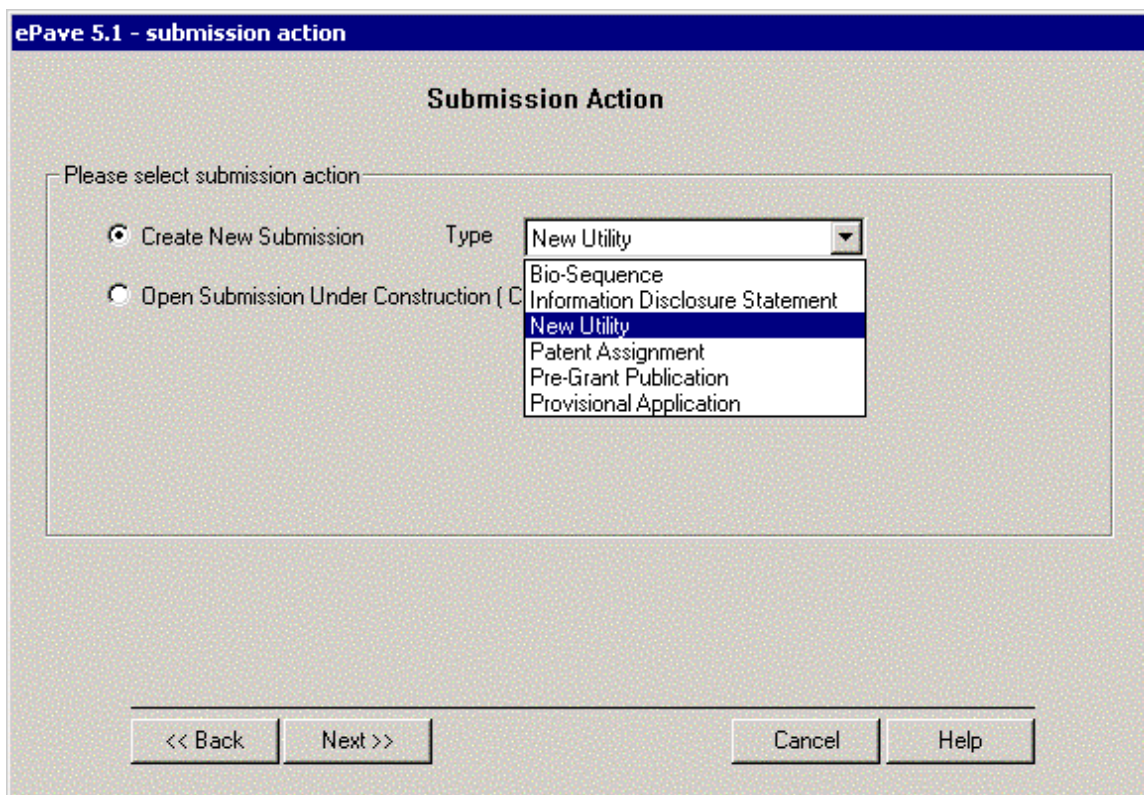 ePave 5.1 - submission action
Submission Action
Please select submission action
Create New Submission Type New Utility
Open Submission Under Construction ( C
Bio-Sequence
Information Disclosure Statement
New Utility
Patent Assignment
Pre-Grant Publication
Provisional Application
<< Back Next >> Cancel Help